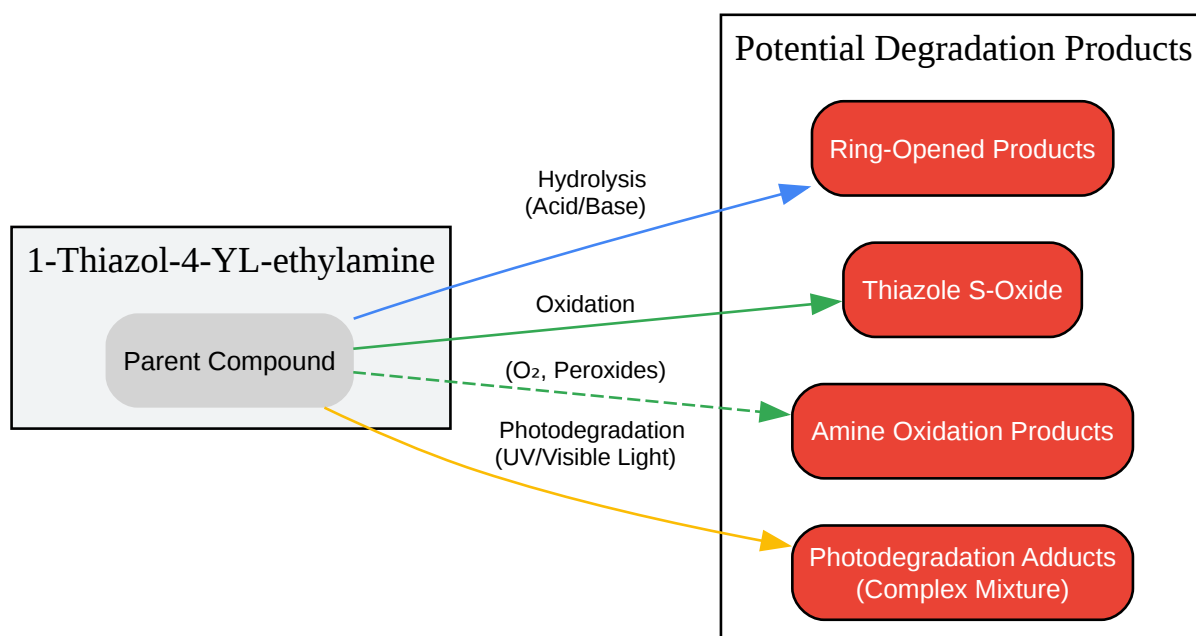 Potential Degradation Products
Ring-Opened Products
Hydrolysis
(Acid/Base)
1-Thiazol-4-YL-ethylamine
Thiazole S-Oxide
Oxidation
Parent Compound
(O₂, Peroxides)
Amine Oxidation Products
Photodegradation
(UV/Visible Light)
Photodegradation Adducts
(Complex Mixture)